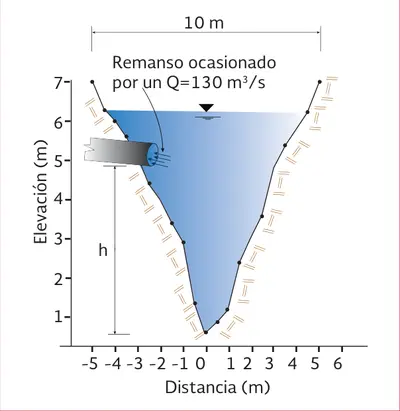 10 m
Remanso ocasionado
por un Q=130 m³/s
7
6
5
4
3
2
1
Elevación (m)
h
-5 -4 -3 -2 -1 0 1 2 3 4 5 6
Distancia (m)